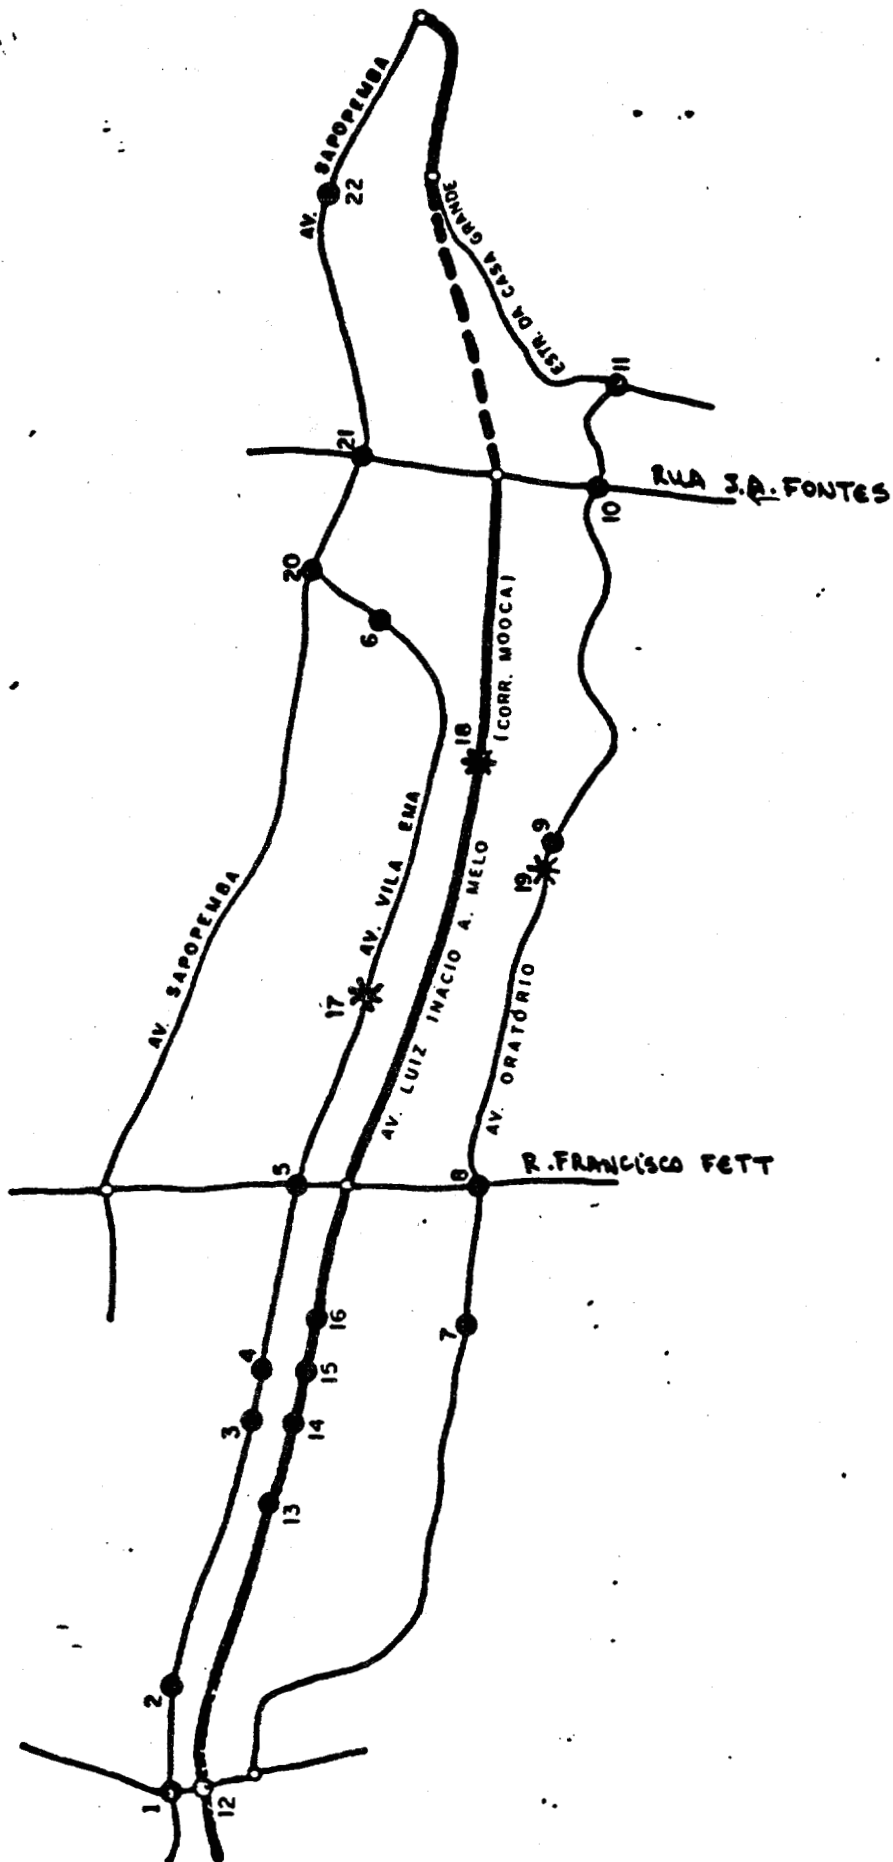 AV. SAPOPEMBA
22
ESTR. DA CASA GRANDE
11
21
RUA S.A. FONTES
10
20
6
(CORR. MOOCA)
18
9
19
AV. VILA EMA
AV. SAPOPEMBA
17
AV. LUIZ INACIO A. MELO
AV. ORATÓRIO
5
8
R. FRANCISCO FETT
16
7
4
15
3
14
13
2
1
12